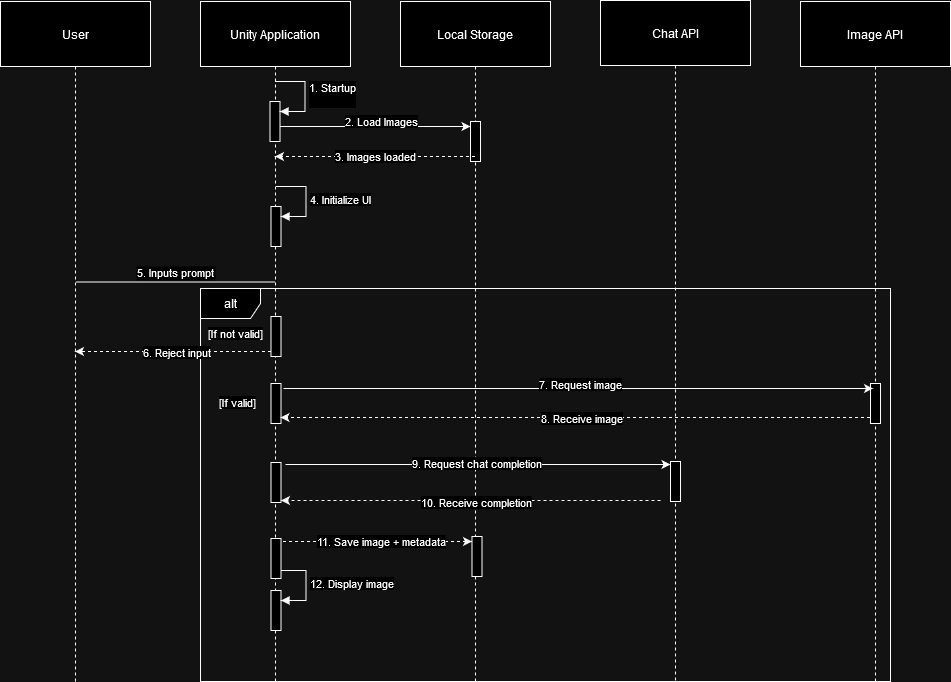 User
Unity Application
Local Storage
Chat API
Image API
1. Startup
2. Load Images
3. Images loaded
4. Initialize UI
5. Inputs prompt
alt
[If not valid]
6. Reject input
7. Request image
[If valid]
8. Receive image
9. Request chat completion
10. Receive completion
11. Save image + metadata
12. Display image